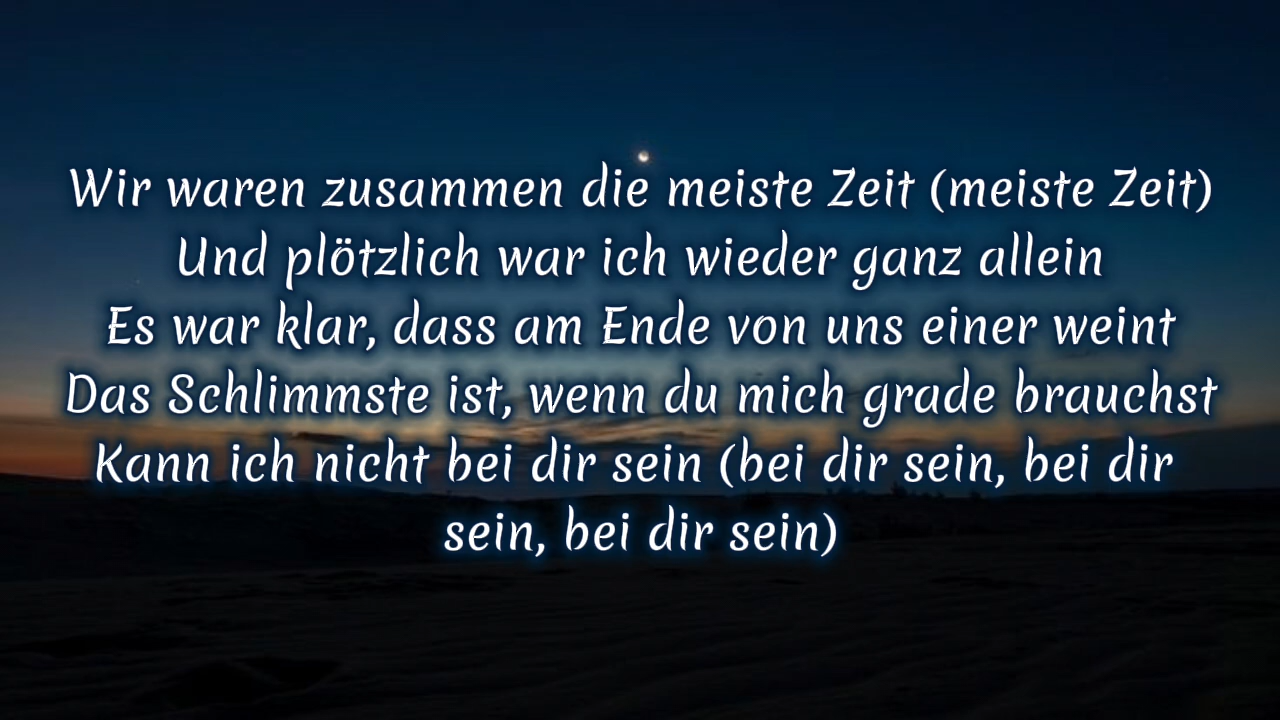 Wir waren zusammen die meiste Zeit (meiste Zeit)
Und plötzlich war ich wieder ganz allein
Es war klar, dass am Ende von uns einer weint
Das Schlimmste ist, wenn du mich grade brauchst
Kann ich nicht bei dir sein (bei dir sein, bei dir
sein, bei dir sein)